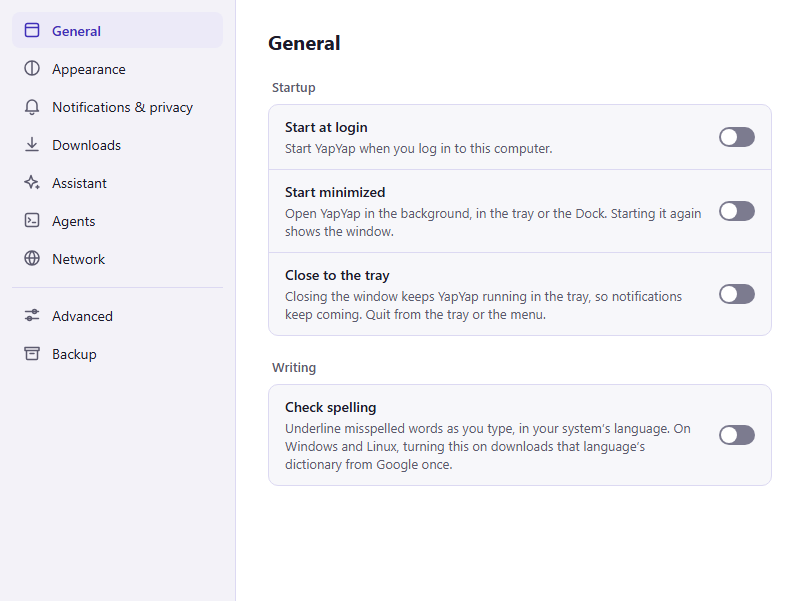 General
Appearance
Notifications & privacy
Downloads
Assistant
Agents
Network
Advanced
Backup
General
Startup
Start at login
Start YapYap when you log in to this computer.
Start minimized
Open YapYap in the background, in the tray or the Dock. Starting it again
shows the window.
Close to the tray
Closing the window keeps YapYap running in the tray, so notifications
keep coming. Quit from the tray or the menu.
Writing
Check spelling
Underline misspelled words as you type, in your system’s language. On
Windows and Linux, turning this on downloads that language’s
dictionary from Google once.